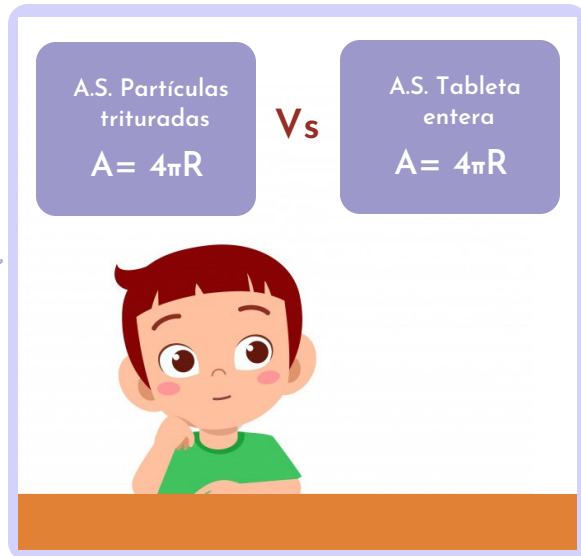 A.S. Partículas
trituradas
A= 4πR
Vs
A.S. Tableta
entera
A= 4πR